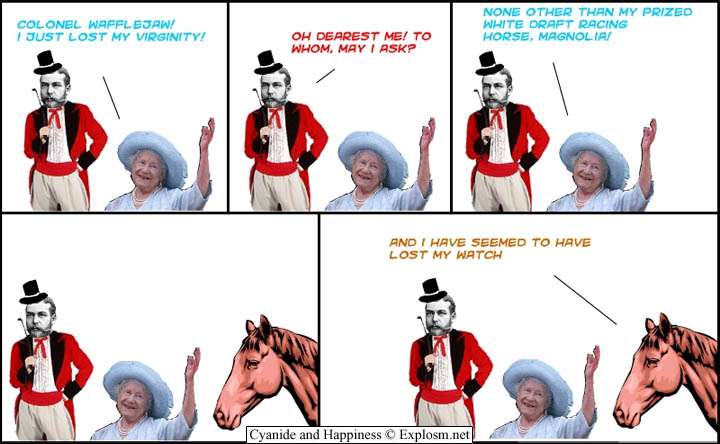 COLONEL WAFFLEJAW!
I JUST LOST MY VIRGINITY!
OH DEAREST ME! TO
WHOM, MAY I ASK?
NONE OTHER THAN MY PRIZED
WHITE DRAFT RACING
HORSE, MAGNOLIA!
AND I HAVE SEEMED TO HAVE
LOST MY WATCH
Cyanide and Happiness © Explosm.net